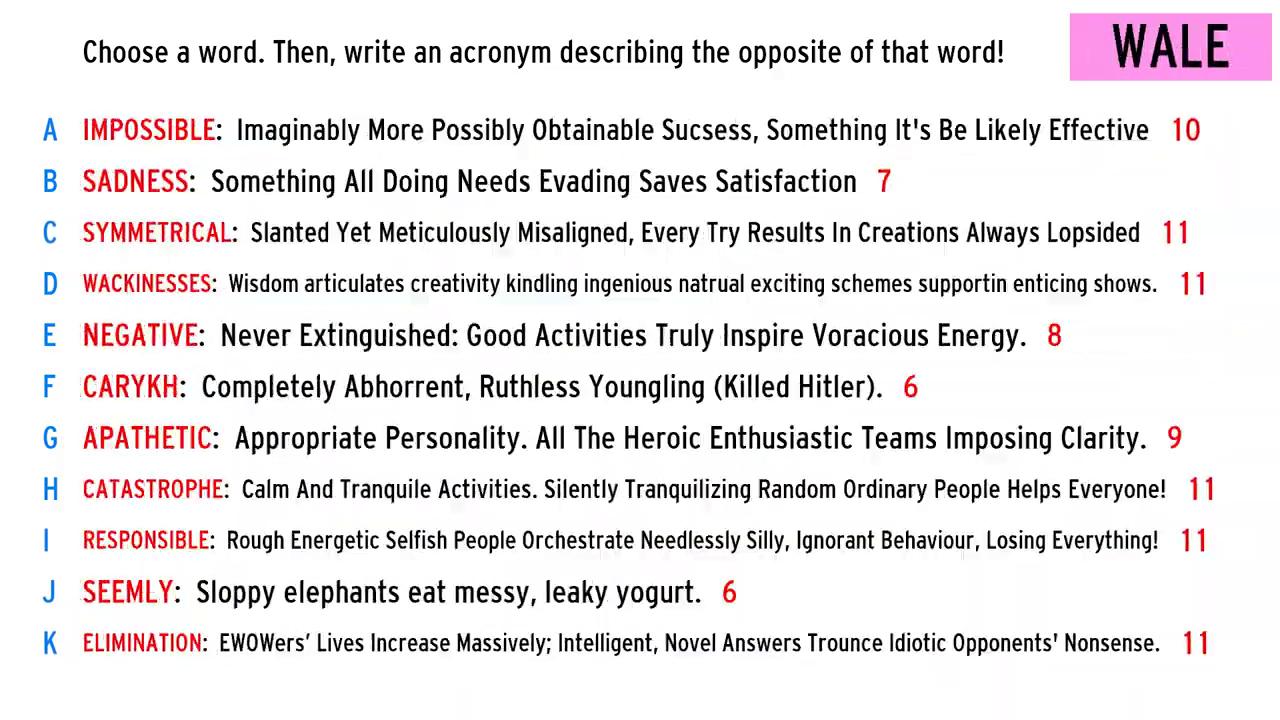 Choose a word. Then, write an acronym describing the opposite of that word!
WALE
A IMPOSSIBLE: Imaginably More Possibly Obtainable Sucsess, Something It's Be Likely Effective 10
B SADNESS: Something All Doing Needs Evading Saves Satisfaction 7
C SYMMETRICAL: Slanted Yet Meticulously Misaligned, Every Try Results In Creations Always Lopsided 11
D WACKINESSES: Wisdom articulates creativity kindling ingenious natrual exciting schemes supportin enticing shows. 11
E NEGATIVE: Never Extinguished: Good Activities Truly Inspire Voracious Energy. 8
F CARYKH: Completely Abhorrent, Ruthless Youngling (Killed Hitler). 6
G APATHETIC: Appropriate Personality. All The Heroic Enthusiastic Teams Imposing Clarity. 9
H CATASTROPHE: Calm And Tranquile Activities. Silently Tranquilizing Random Ordinary People Helps Everyone! 11
I RESPONSIBLE: Rough Energetic Selfish People Orchestrate Needlessly Silly, Ignorant Behaviour, Losing Everything! 11
J SEEMLY: Sloppy elephants eat messy, leaky yogurt. 6
K ELIMINATION: EWOWers’ Lives Increase Massively; Intelligent, Novel Answers Trounce Idiotic Opponents' Nonsense. 11